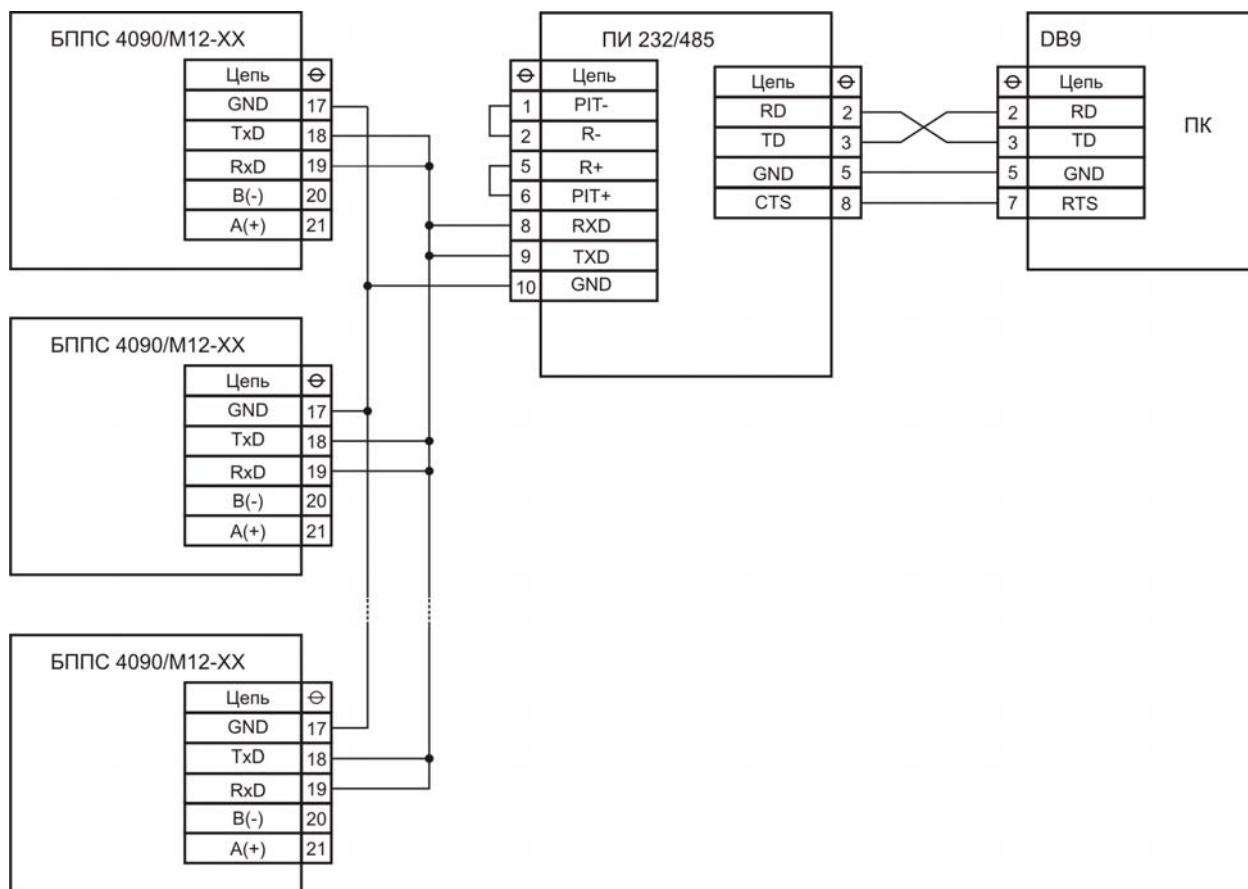 БППС 4090/М12-ХХ
Цепь
GND 17
TxD 18
RxD 19
B(-) 20
A(+) 21
БППС 4090/М12-ХХ
Цепь
GND 17
TxD 18
RxD 19
B(-) 20
A(+) 21
БППС 4090/М12-ХХ
Цепь
GND 17
TxD 18
RxD 19
B(-) 20
A(+) 21
ПИ 232/485
Цепь
1 PIT-
2 R-
5 R+
6 PIT+
8 RXD
9 TXD
10 GND
Цепь
RD 2
TD 3
GND 5
CTS 8
DB9
Цепь
2 RD
3 TD
5 GND
7 RTS
ПК